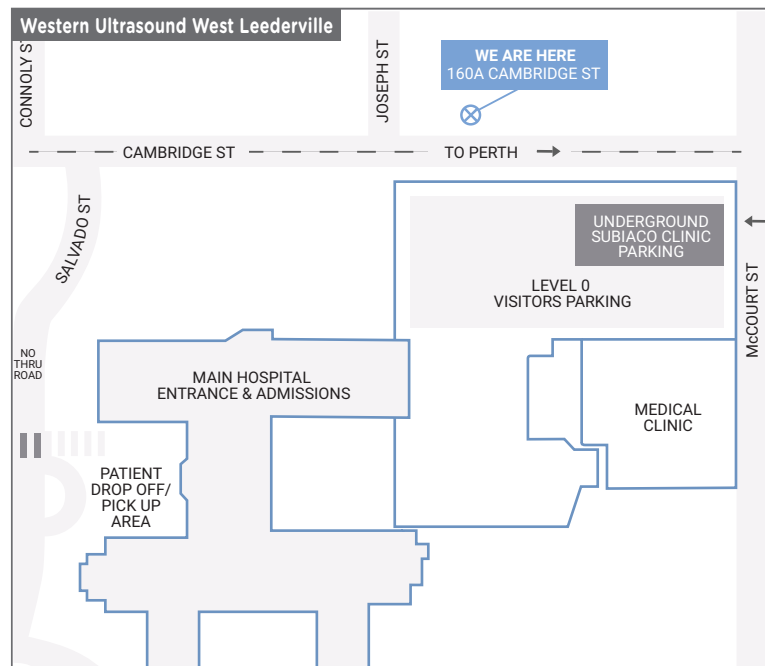 Western Ultrasound West Leederville
CONNOLY ST
JOSEPH ST
WE ARE HERE
160A CAMBRIDGE ST
CAMBRIDGE ST
TO PERTH
SALVADO ST
UNDERGROUND
SUBIACO CLINIC
PARKING
LEVEL 0
VISITORS PARKING
McCOURT ST
NO
THRU
ROAD
MAIN HOSPITAL
ENTRANCE & ADMISSIONS
MEDICAL
CLINIC
PATIENT
DROP OFF/
PICK UP
AREA